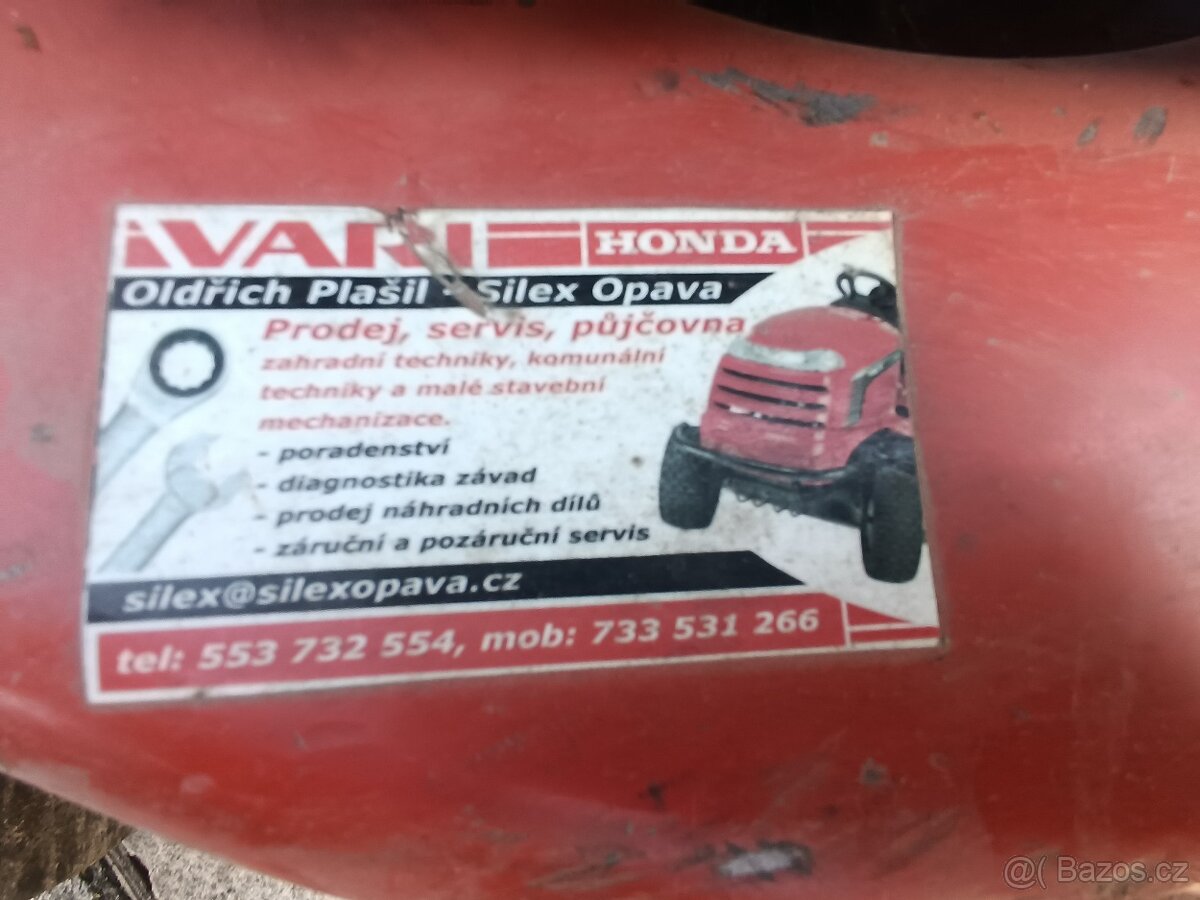 VARI HONDA
Oldřich Plašil - Silex Opava
Prodej, servis, půjčovna
zahradní techniky, komunální
techniky a malé stavební
mechanizace.
- poradenství
- diagnostika závad
- prodej náhradních dílů
- záruční a pozáruční servis
silex@silexopava.cz
tel: 553 732 554, mob: 733 531 266
@( Bazos.cz